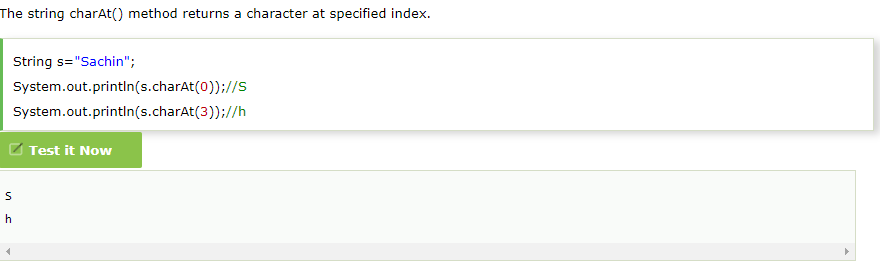 The string charAt() method returns a character at specified index.
String s="Sachin";
System.out.println(s.charAt(0));//S
System.out.println(s.charAt(3));//h
Test it Now
S
h